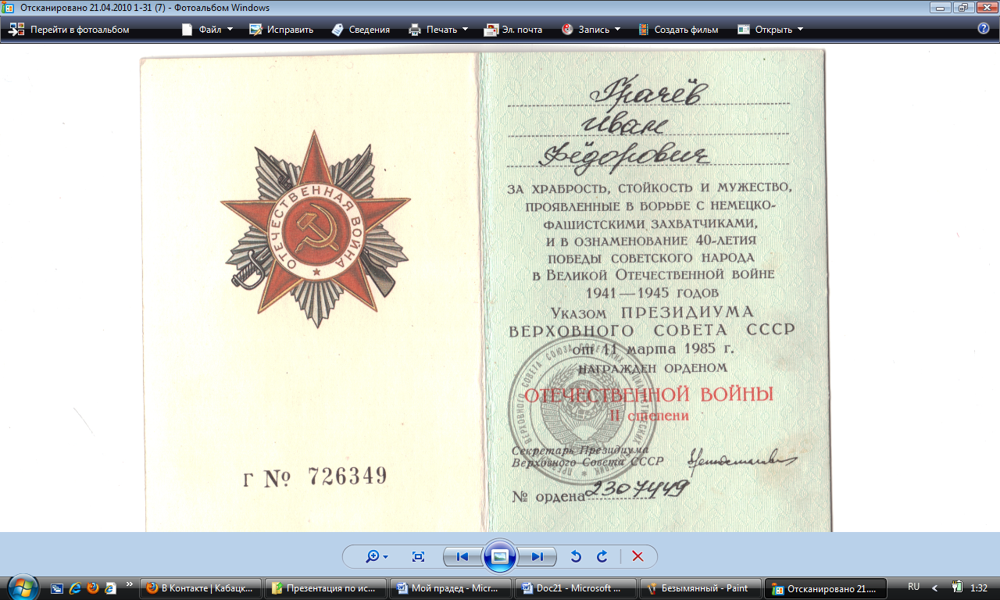 Отсканировано 21.04.2010 1-31 (7) - Фотоальбом Windows
Перейти в фотоальбом Файл Исправить Сведения Печать Эл. почта Запись Создать фильм Открыть
ОТЕЧЕСТВЕННАЯ ВОЙНА
Г № 726349
Грачёв
Иван
Фёдорович
ЗА ХРАБРОСТЬ, СТОЙКОСТЬ И МУЖЕСТВО,
ПРОЯВЛЕННЫЕ В БОРЬБЕ С НЕМЕЦКО-
ФАШИСТСКИМИ ЗАХВАТЧИКАМИ,
И В ОЗНАМЕНОВАНИЕ 40-ЛЕТИЯ
ПОБЕДЫ СОВЕТСКОГО НАРОДА
В ВЕЛИКОЙ ОТЕЧЕСТВЕННОЙ ВОЙНЕ
1941—1945 ГОДОВ
УКАЗОМ ПРЕЗИДИУМА
ВЕРХОВНОГО СОВЕТА СССР
от 11 марта 1985 г.
НАГРАЖДЕН ОРДЕНОМ
ОТЕЧЕСТВЕННОЙ ВОЙНЫ
II степени
Секретарь Президиума
Верховного Совета СССР
№ ордена 2307449
В Контакте | Кабацк... Презентация по ис... Мой прадед - Micr... Doc21 - Microsoft ... Безымянный - Paint Отсканировано 21.... RU 1:32